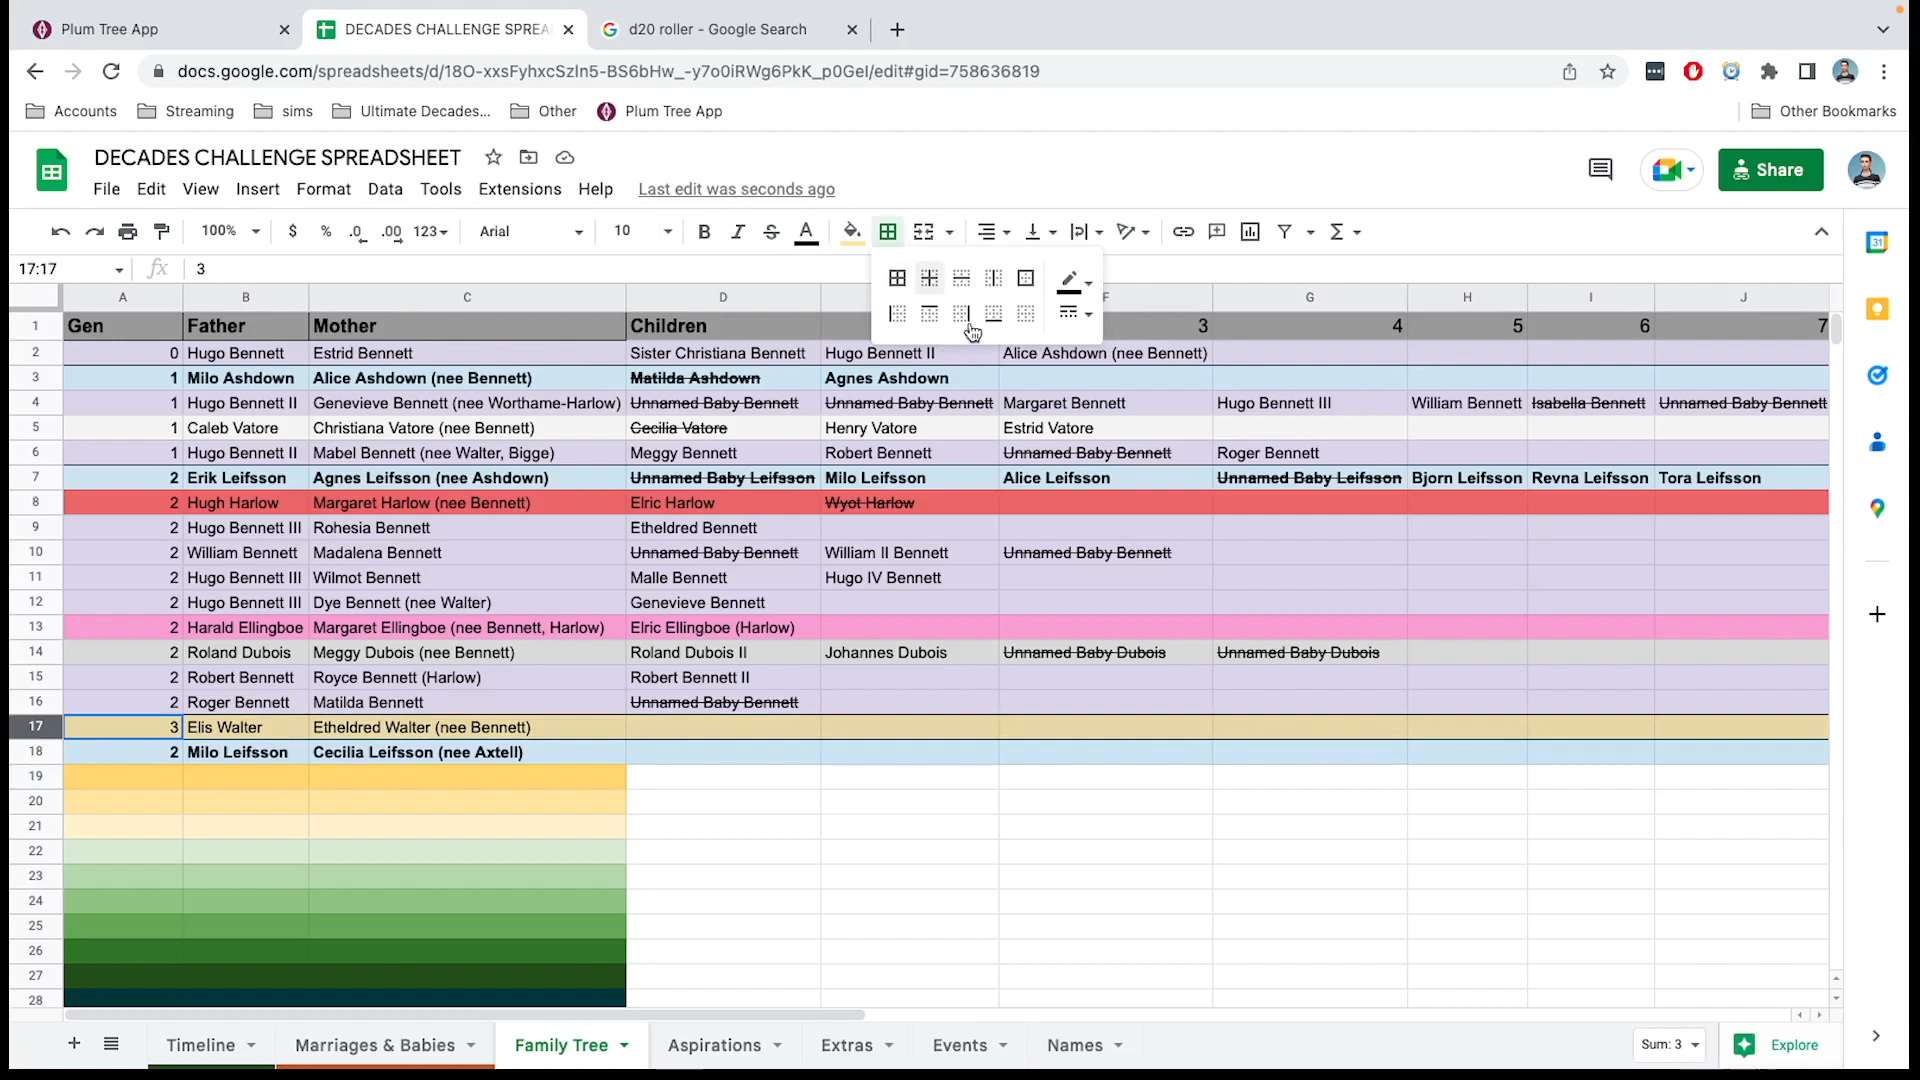 Plum Tree App
DECADES CHALLENGE SPREA
d20 roller - Google Search
docs.google.com/spreadsheets/d/18O-xxsFyhxcSzIn5-BS6bHw_-y7o0iRWg6PkK_p0GeI/edit#gid=758636819
Accounts Streaming sims Ultimate Decades... Other Plum Tree App Other Bookmarks
DECADES CHALLENGE SPREADSHEET
Share
File Edit View Insert Format Data Tools Extensions Help Last edit was seconds ago
100% $ % .0 .00 123 Arial 10 B I S A
31
17:17 fx 3
A B C D F G H I J
1 Gen Father Mother Children 3 4 5 6 7
2 0 Hugo Bennett Estrid Bennett Sister Christiana Bennett Hugo Bennett II Alice Ashdown (nee Bennett)
3 1 Milo Ashdown Alice Ashdown (nee Bennett) Matilda Ashdown Agnes Ashdown
4 1 Hugo Bennett II Genevieve Bennett (nee Worthame-Harlow) Unnamed Baby Bennett Unnamed Baby Bennett Margaret Bennett Hugo Bennett III William Bennett Isabella Bennett Unnamed Baby Bennett
5 1 Caleb Vatore Christiana Vatore (nee Bennett) Cecilia Vatore Henry Vatore Estrid Vatore
6 1 Hugo Bennett II Mabel Bennett (nee Walter, Bigge) Meggy Bennett Robert Bennett Unnamed Baby Bennett Roger Bennett
7 2 Erik Leifsson Agnes Leifsson (nee Ashdown) Unnamed Baby Leifsson Milo Leifsson Alice Leifsson Unnamed Baby Leifsson Bjorn Leifsson Revna Leifsson Tora Leifsson
8 2 Hugh Harlow Margaret Harlow (nee Bennett) Elric Harlow Wyot Harlow
9 2 Hugo Bennett III Rohesia Bennett Etheldred Bennett
10 2 William Bennett Madalena Bennett Unnamed Baby Bennett William II Bennett Unnamed Baby Bennett
11 2 Hugo Bennett III Wilmot Bennett Malle Bennett Hugo IV Bennett
12 2 Hugo Bennett III Dye Bennett (nee Walter) Genevieve Bennett
13 2 Harald Ellingboe Margaret Ellingboe (nee Bennett, Harlow) Elric Ellingboe (Harlow)
14 2 Roland Dubois Meggy Dubois (nee Bennett) Roland Dubois II Johannes Dubois Unnamed Baby Dubois Unnamed Baby Dubois
15 2 Robert Bennett Royce Bennett (Harlow) Robert Bennett II
16 2 Roger Bennett Matilda Bennett Unnamed Baby Bennett
17 3 Elis Walter Etheldred Walter (nee Bennett)
18 2 Milo Leifsson Cecilia Leifsson (nee Axtell)
19
20
21
22
23
24
25
26
27
28
Timeline Marriages & Babies Family Tree Aspirations Extras Events Names Sum: 3 Explore